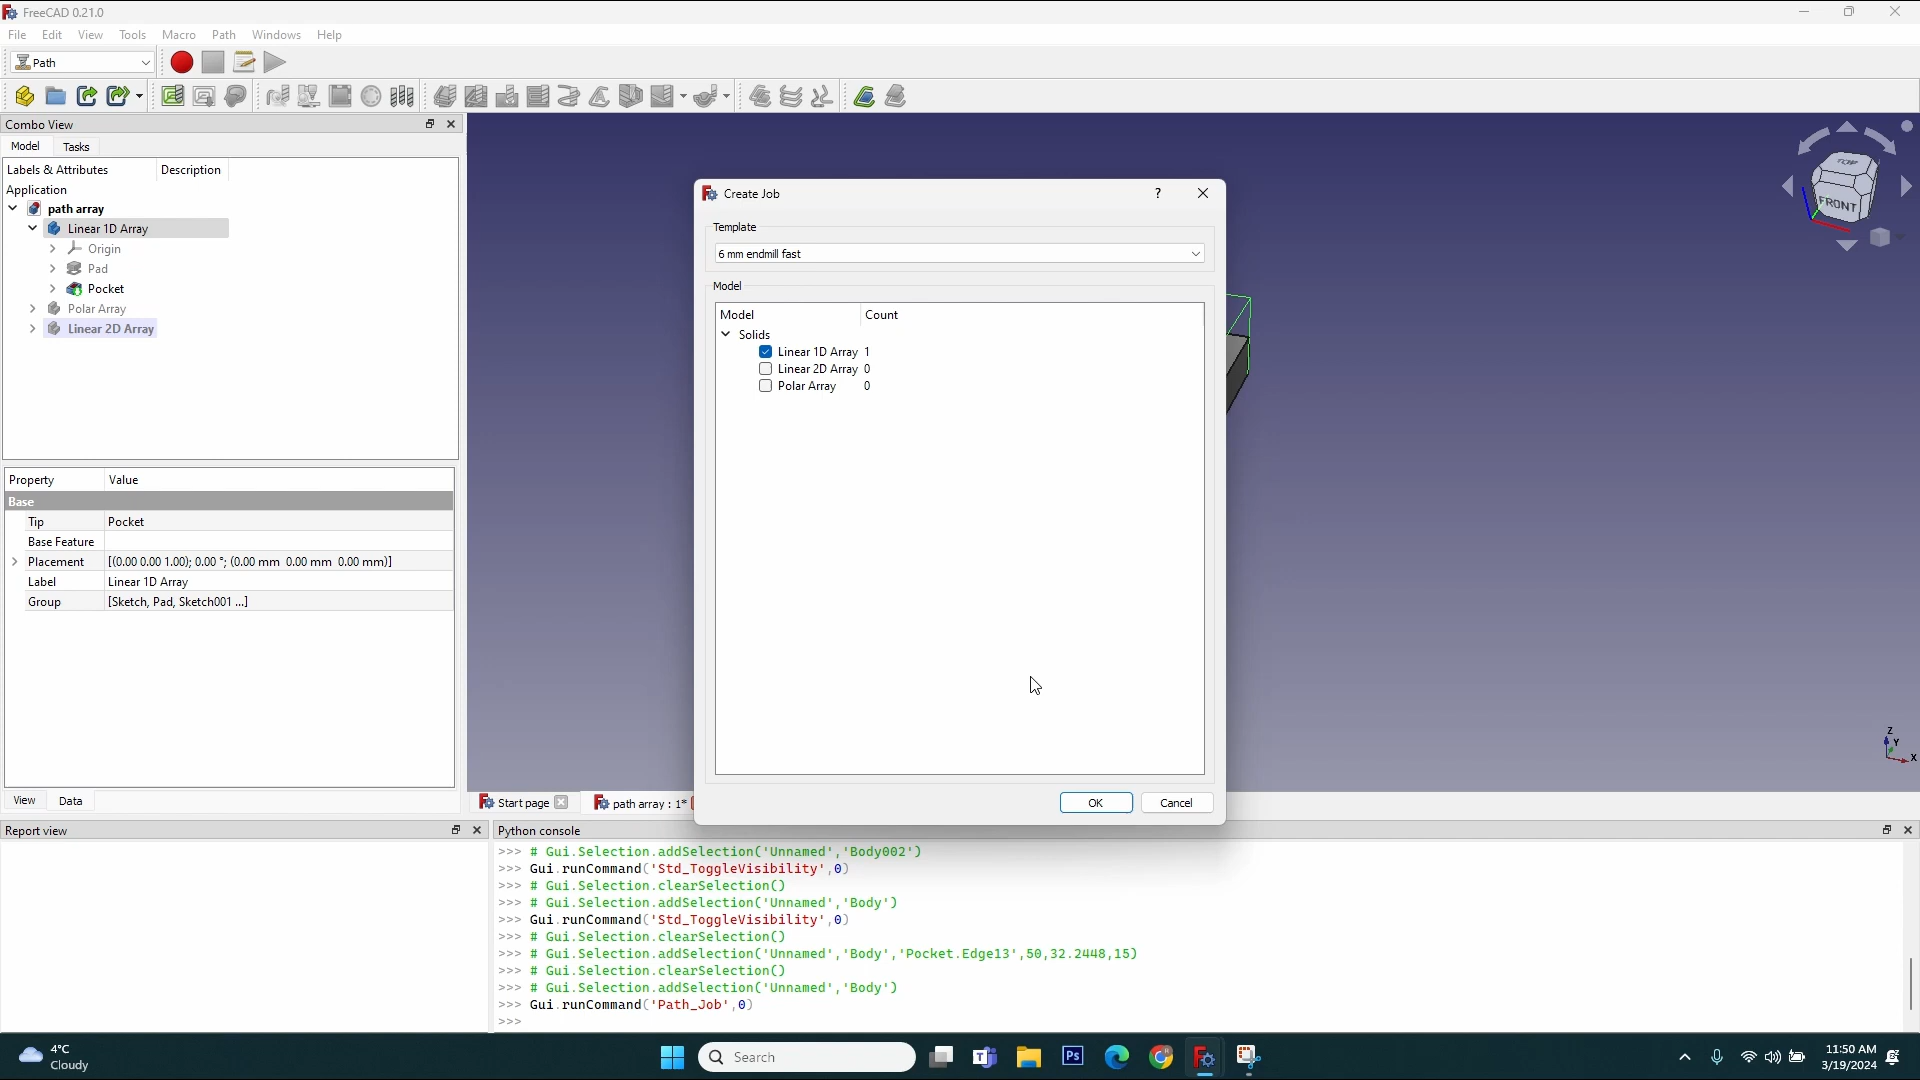 FreeCAD 0.21.0
File Edit View Tools Macro Path Windows Help
Path
Combo View
Model Tasks
Labels & Attributes Description
Application
path array
Linear 1D Array
Origin
Pad
Pocket
Polar Array
Linear 2D Array
Property Value
Base
Tip Pocket
Base Feature
Placement [(0.00 0.00 1.00); 0.00 °; (0.00 mm 0.00 mm 0.00 mm)]
Label Linear 1D Array
Group [Sketch, Pad, Sketch001 ...]
View Data
Create Job ?
Template
6 mm endmill fast
Model
Model Count
Solids
Linear 1D Array 1
Linear 2D Array 0
Polar Array 0
OK Cancel
TOP
FRONT
Z
Y
X
Start page path array : 1*
Report view
Python console
>>> # Gui.Selection.addSelection('Unnamed','Body002')
>>> Gui.runCommand('Std_ToggleVisibility',0)
>>> # Gui.Selection.clearSelection()
>>> # Gui.Selection.addSelection('Unnamed','Body')
>>> Gui.runCommand('Std_ToggleVisibility',0)
>>> # Gui.Selection.clearSelection()
>>> # Gui.Selection.addSelection('Unnamed','Body','Pocket.Edge13',50,32.2448,15)
>>> # Gui.Selection.clearSelection()
>>> # Gui.Selection.addSelection('Unnamed','Body')
>>> Gui.runCommand('Path_Job',0)
>>>
4°C
Cloudy
Search
Ps
11:50 AM
3/19/2024